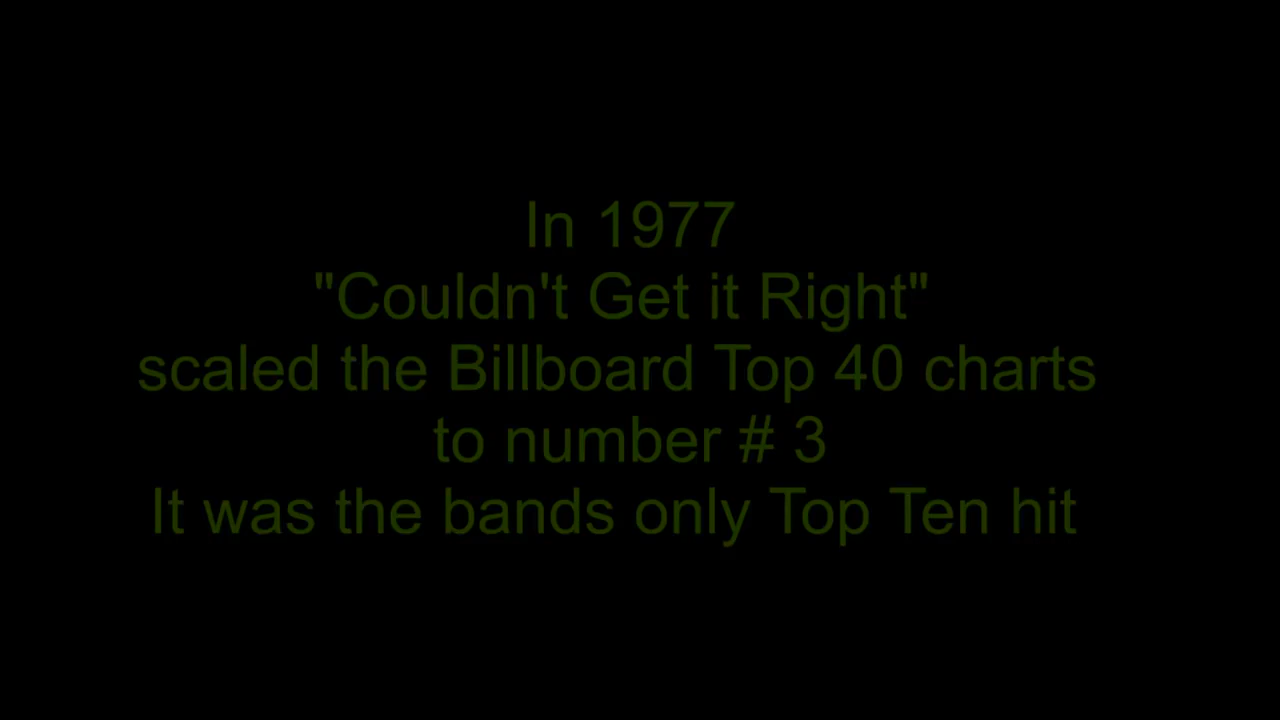 In 1977
"Couldn't Get it Right"
scaled the Billboard Top 40 charts
to number # 3
It was the bands only Top Ten hit